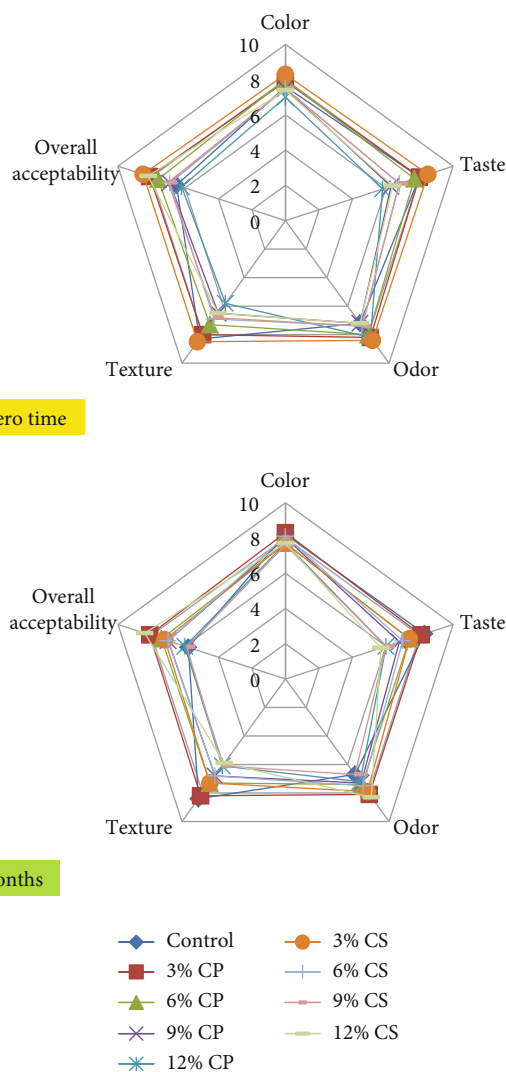 Color
10
8
6
4
2
0
Taste
Odor
Texture
Overall
acceptability
ero time
Color
10
8
6
4
2
0
Taste
Odor
Texture
Overall
acceptability
onths
Control
3% CP
6% CP
9% CP
12% CP
3% CS
6% CS
9% CS
12% CS